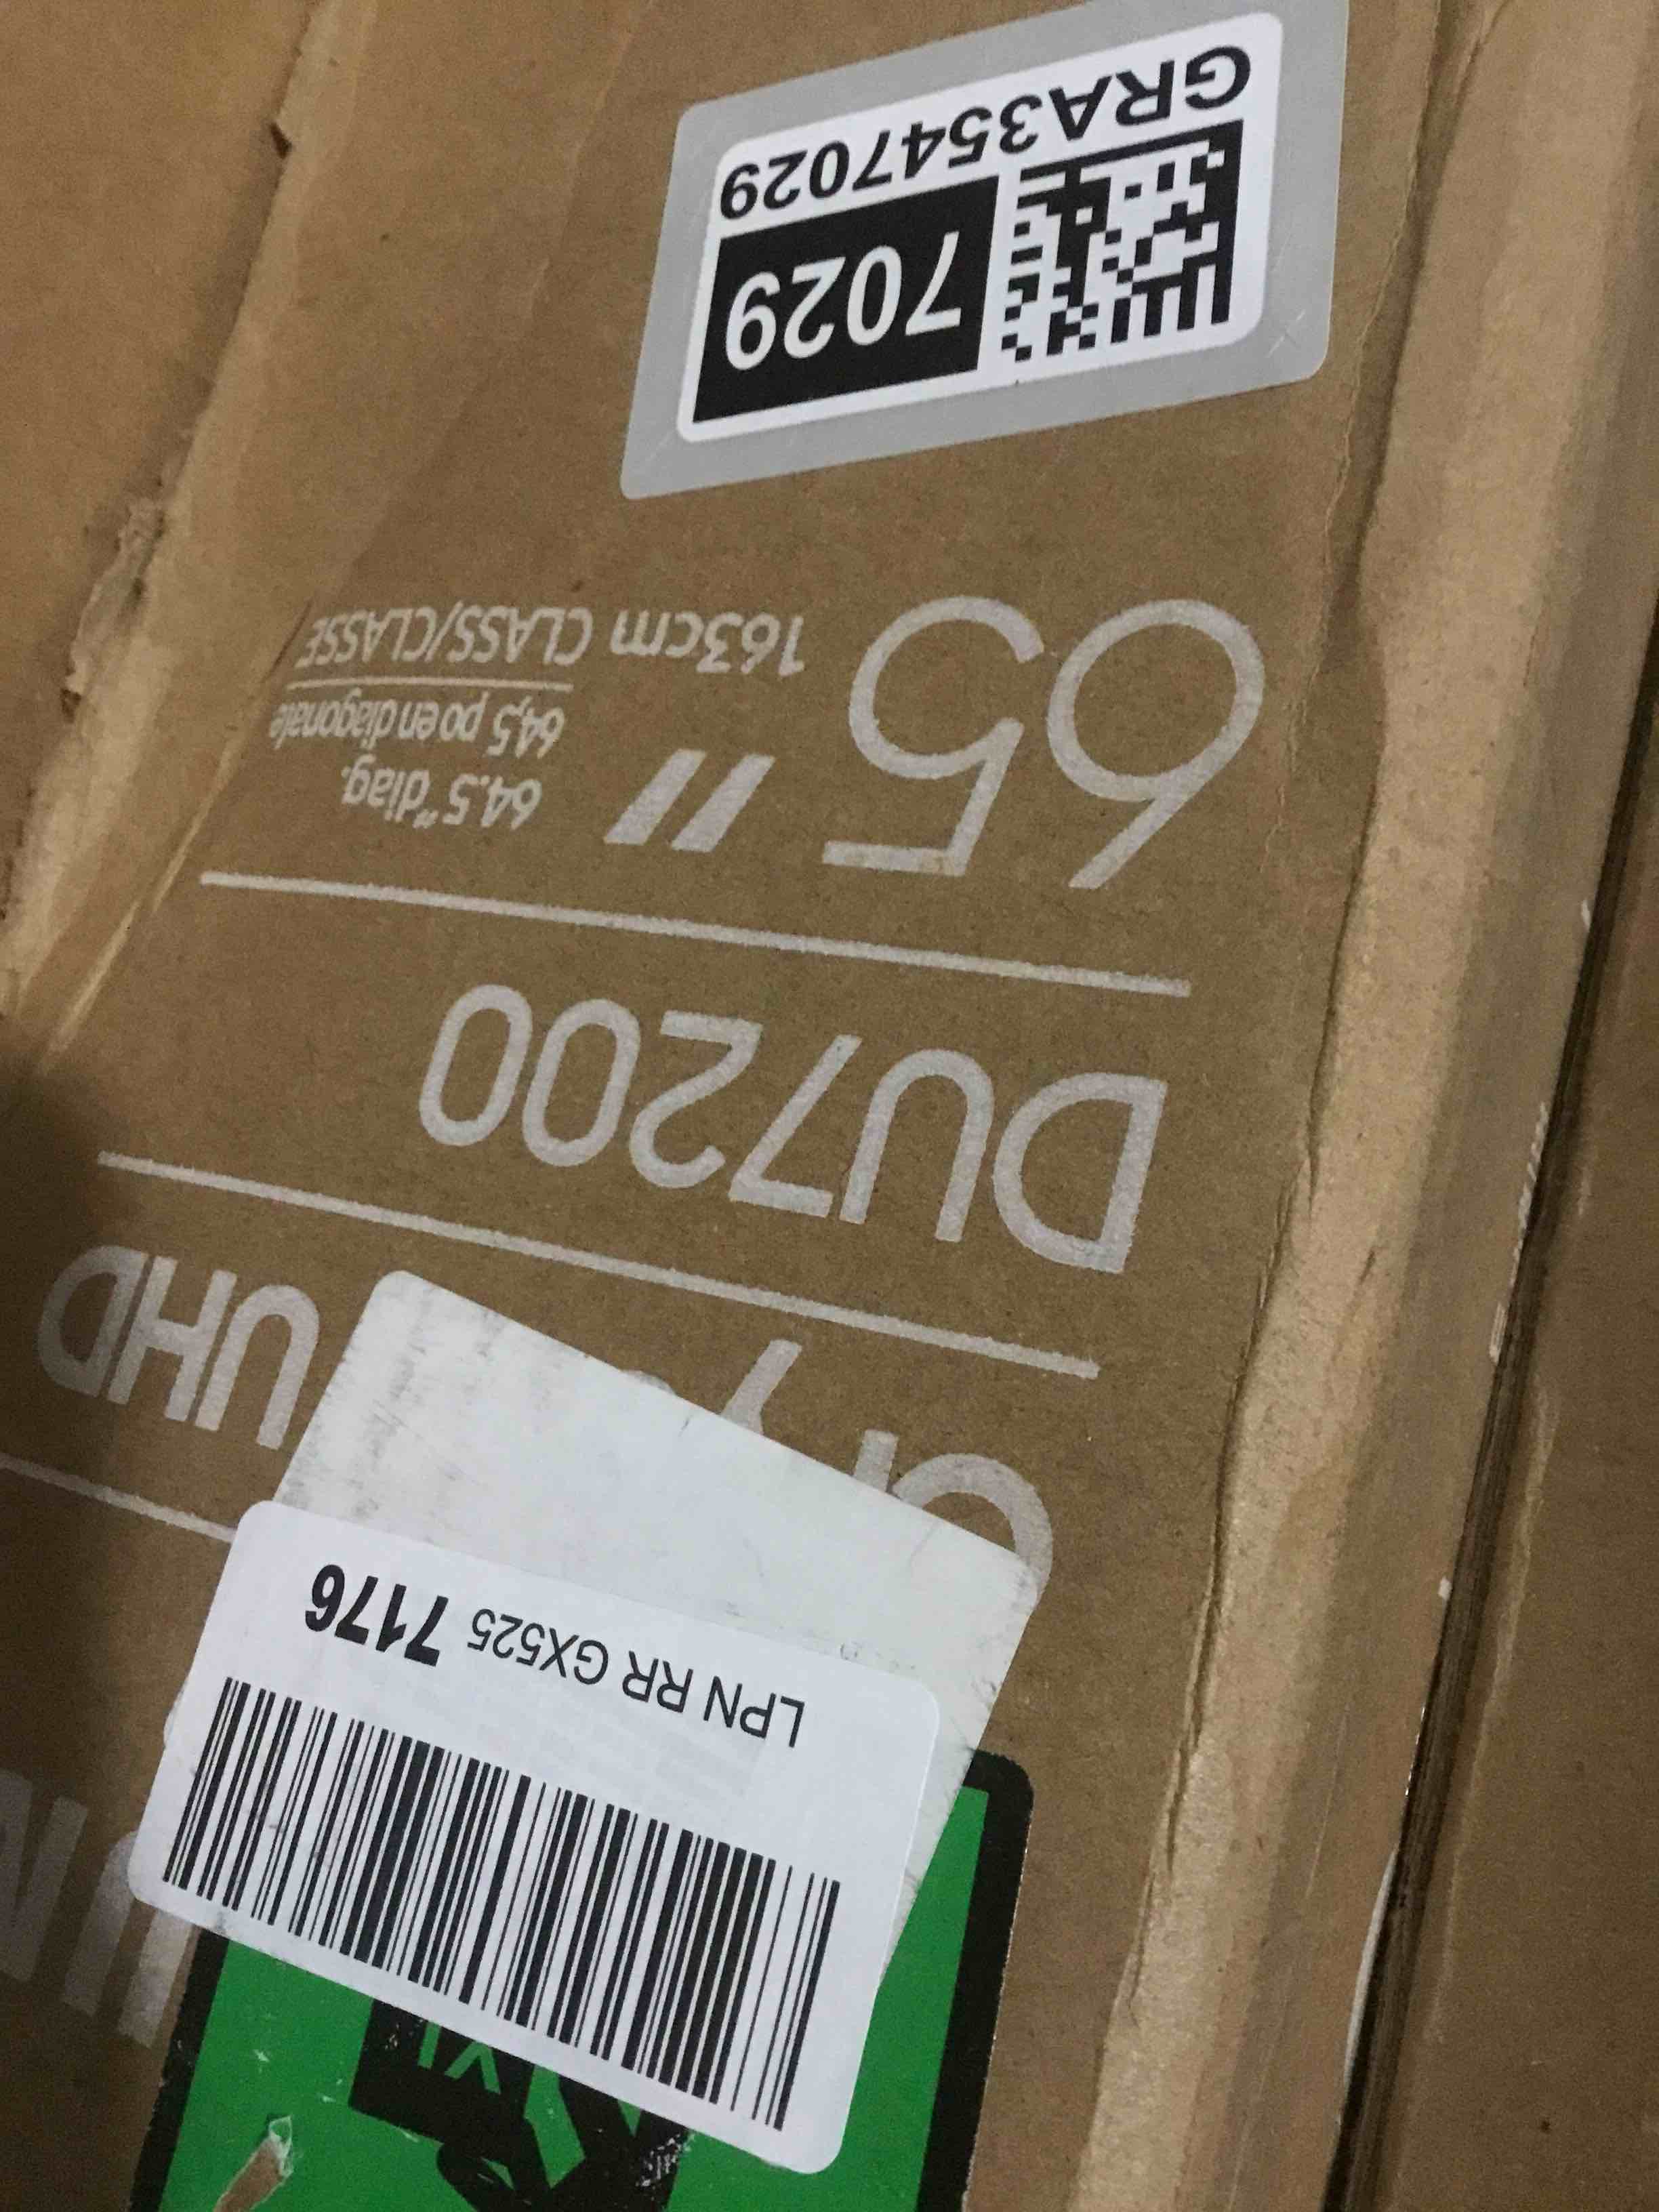 LPN RR GX525 7176
UHD
DU7200
65"
64.5" diag.
64,5 po en diagonale
163cm CLASS/CLASSE
7029
GRA3547029